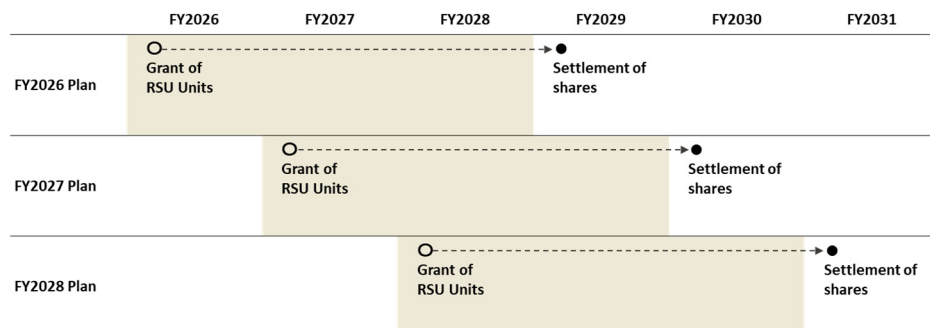 FY2026 FY2027 FY2028 FY2029 FY2030 FY2031
FY2026 Plan
Grant of
RSU Units
Settlement of
shares
FY2027 Plan
Grant of
RSU Units
Settlement of
shares
FY2028 Plan
Grant of
RSU Units
Settlement of
shares